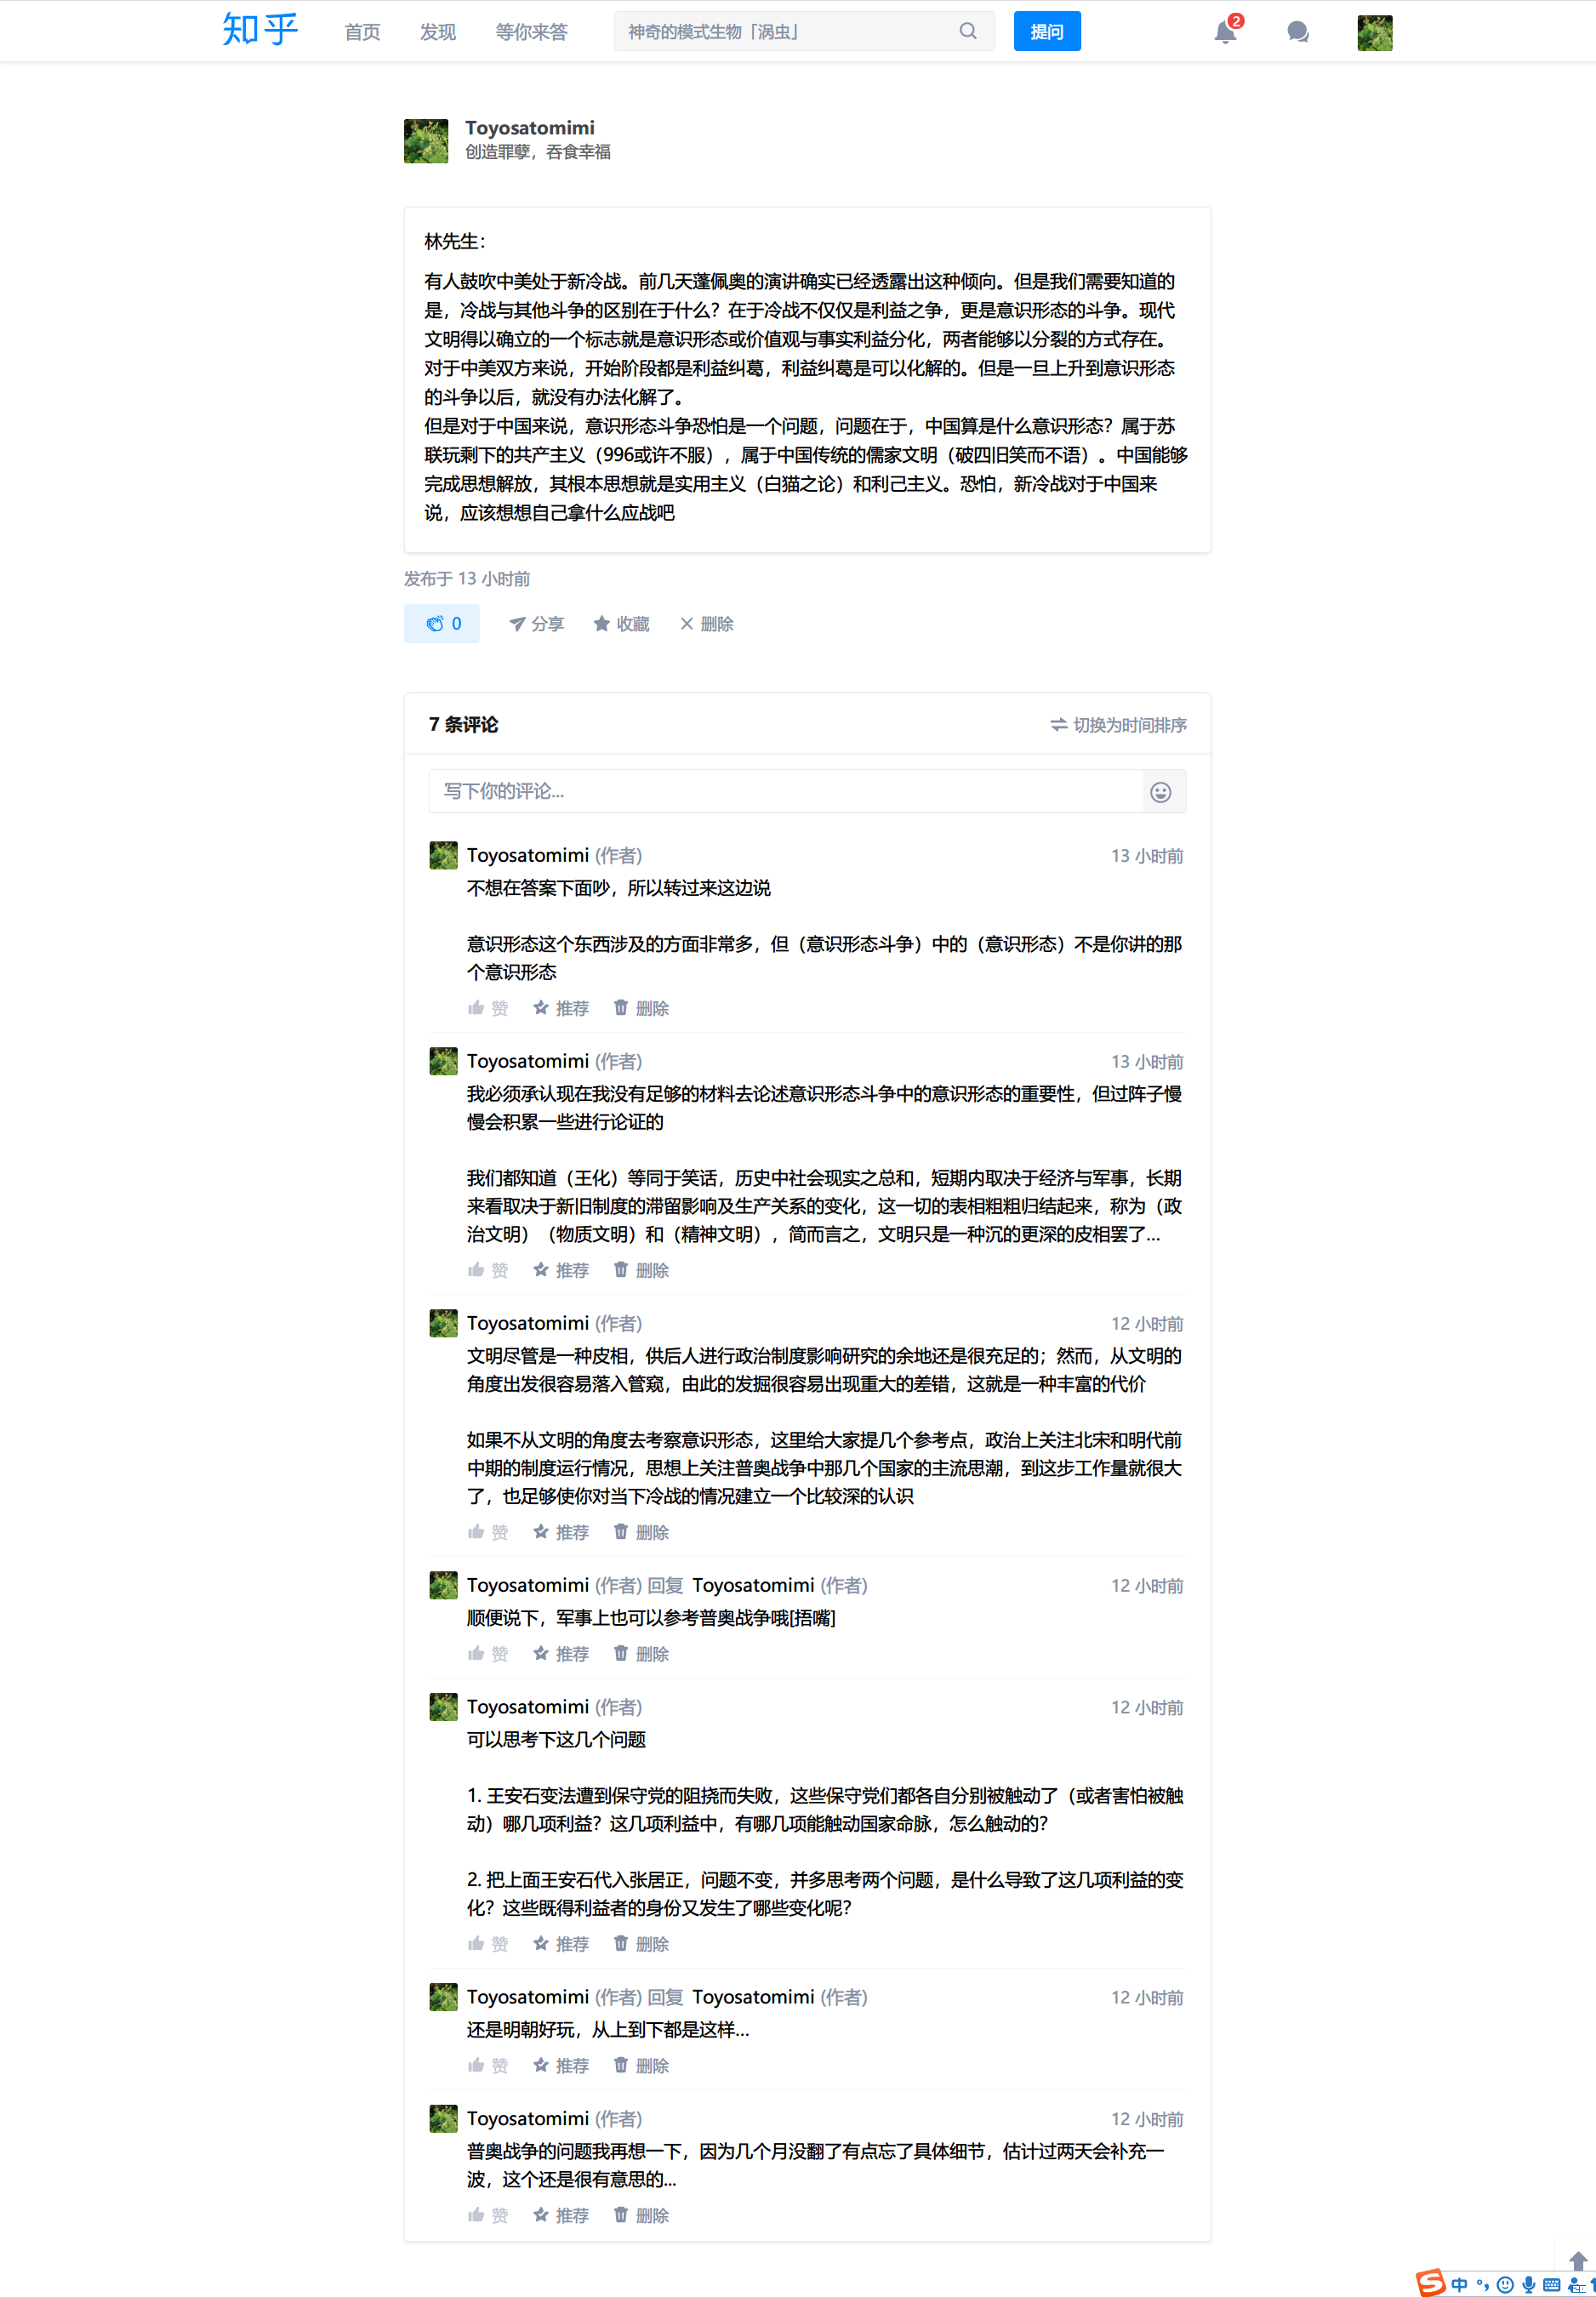 知乎
首页
发现
等你来答
神奇的模式生物「涡虫」
提问
2
Toyosatomimi
创造罪孽，吞食幸福
林先生：
有人鼓吹中美处于新冷战。前几天蓬佩奥的演讲确实已经透露出这种倾向。但是我们需要知道的
是，冷战与其他斗争的区别在于什么？在于冷战不仅仅是利益之争，更是意识形态的斗争。现代
文明得以确立的一个标志就是意识形态或价值观与事实利益分化，两者能够以分裂的方式存在。
对于中美双方来说，开始阶段都是利益纠葛，利益纠葛是可以化解的。但是一旦上升到意识形态
的斗争以后，就没有办法化解了。
但是对于中国来说，意识形态斗争恐怕是一个问题，问题在于，中国算是什么意识形态？属于苏
联玩剩下的共产主义（996或许不服），属于中国传统的儒家文明（破四旧笑而不语）。中国能够
完成思想解放，其根本思想就是实用主义（白猫之论）和利己主义。恐怕，新冷战对于中国来
说，应该想想自己拿什么应战吧
发布于 13 小时前
0
分享
收藏
删除
7 条评论
切换为时间排序
写下你的评论...
Toyosatomimi (作者)
13 小时前
不想在答案下面吵，所以转过来这边说
意识形态这个东西涉及的方面非常多，但（意识形态斗争）中的（意识形态）不是你讲的那
个意识形态
赞 推荐 删除
Toyosatomimi (作者)
13 小时前
我必须承认现在我没有足够的材料去论述意识形态斗争中的意识形态的重要性，但过阵子慢
慢会积累一些进行论证的
我们都知道（王化）等同于笑话，历史中社会现实之总和，短期内取决于经济与军事，长期
来看取决于新旧制度的滞留影响及生产关系的变化，这一切的表相粗粗归结起来，称为（政
治文明）（物质文明）和（精神文明），简而言之，文明只是一种沉的更深的皮相罢了...
赞 推荐 删除
Toyosatomimi (作者)
12 小时前
文明尽管是一种皮相，供后人进行政治制度影响研究的余地还是很充足的；然而，从文明的
角度出发很容易落入管窥，由此的发掘很容易出现重大的差错，这就是一种丰富的代价
如果不从文明的角度去考察意识形态，这里给大家提几个参考点，政治上关注北宋和明代前
中期的制度运行情况，思想上关注普奥战争中那几个国家的主流思潮，到这步工作量就很大
了，也足够使你对当下冷战的情况建立一个比较深的认识
赞 推荐 删除
Toyosatomimi (作者) 回复 Toyosatomimi (作者)
12 小时前
顺便说下，军事上也可以参考普奥战争哦[捂嘴]
赞 推荐 删除
Toyosatomimi (作者)
12 小时前
可以思考下这几个问题
1. 王安石变法遭到保守党的阻挠而失败，这些保守党们都各自分别被触动了（或者害怕被触
动）哪几项利益？这几项利益中，有哪几项能触动国家命脉，怎么触动的？
2. 把上面王安石代入张居正，问题不变，并多思考两个问题，是什么导致了这几项利益的变
化？这些既得利益者的身份又发生了哪些变化呢？
赞 推荐 删除
Toyosatomimi (作者) 回复 Toyosatomimi (作者)
12 小时前
还是明朝好玩，从上到下都是这样...
赞 推荐 删除
Toyosatomimi (作者)
12 小时前
普奥战争的问题我再想一下，因为几个月没翻了有点忘了具体细节，估计过两天会补充一
波，这个还是很有意思的...
赞 推荐 删除
S 中